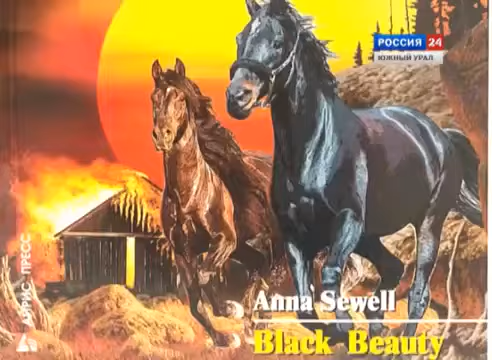 РОССИЯ 24
ЮЖНЫЙ УРАЛ
АЙРИС ПРЕСС
Anna Sewell
Black Beauty